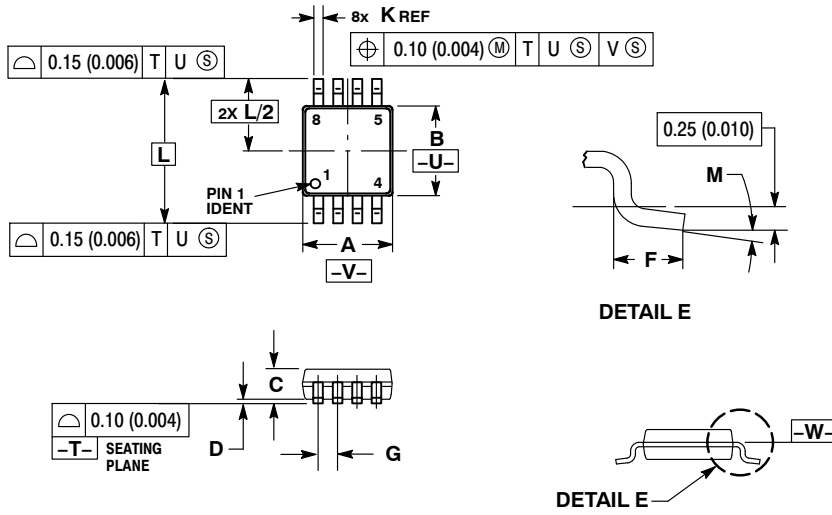 8x K REF
⌓ 0.15 (0.006) T U Ⓢ
⌖ 0.10 (0.004) Ⓜ T U Ⓢ V Ⓢ
2X L/2
8 5
B
-U-
L
PIN 1
IDENT
1
4
⌓ 0.15 (0.006) T U Ⓢ
A
-V-
0.25 (0.010)
M
F
DETAIL E
C
⌓ 0.10 (0.004)
-T- SEATING
PLANE
D
G
-W-
DETAIL E